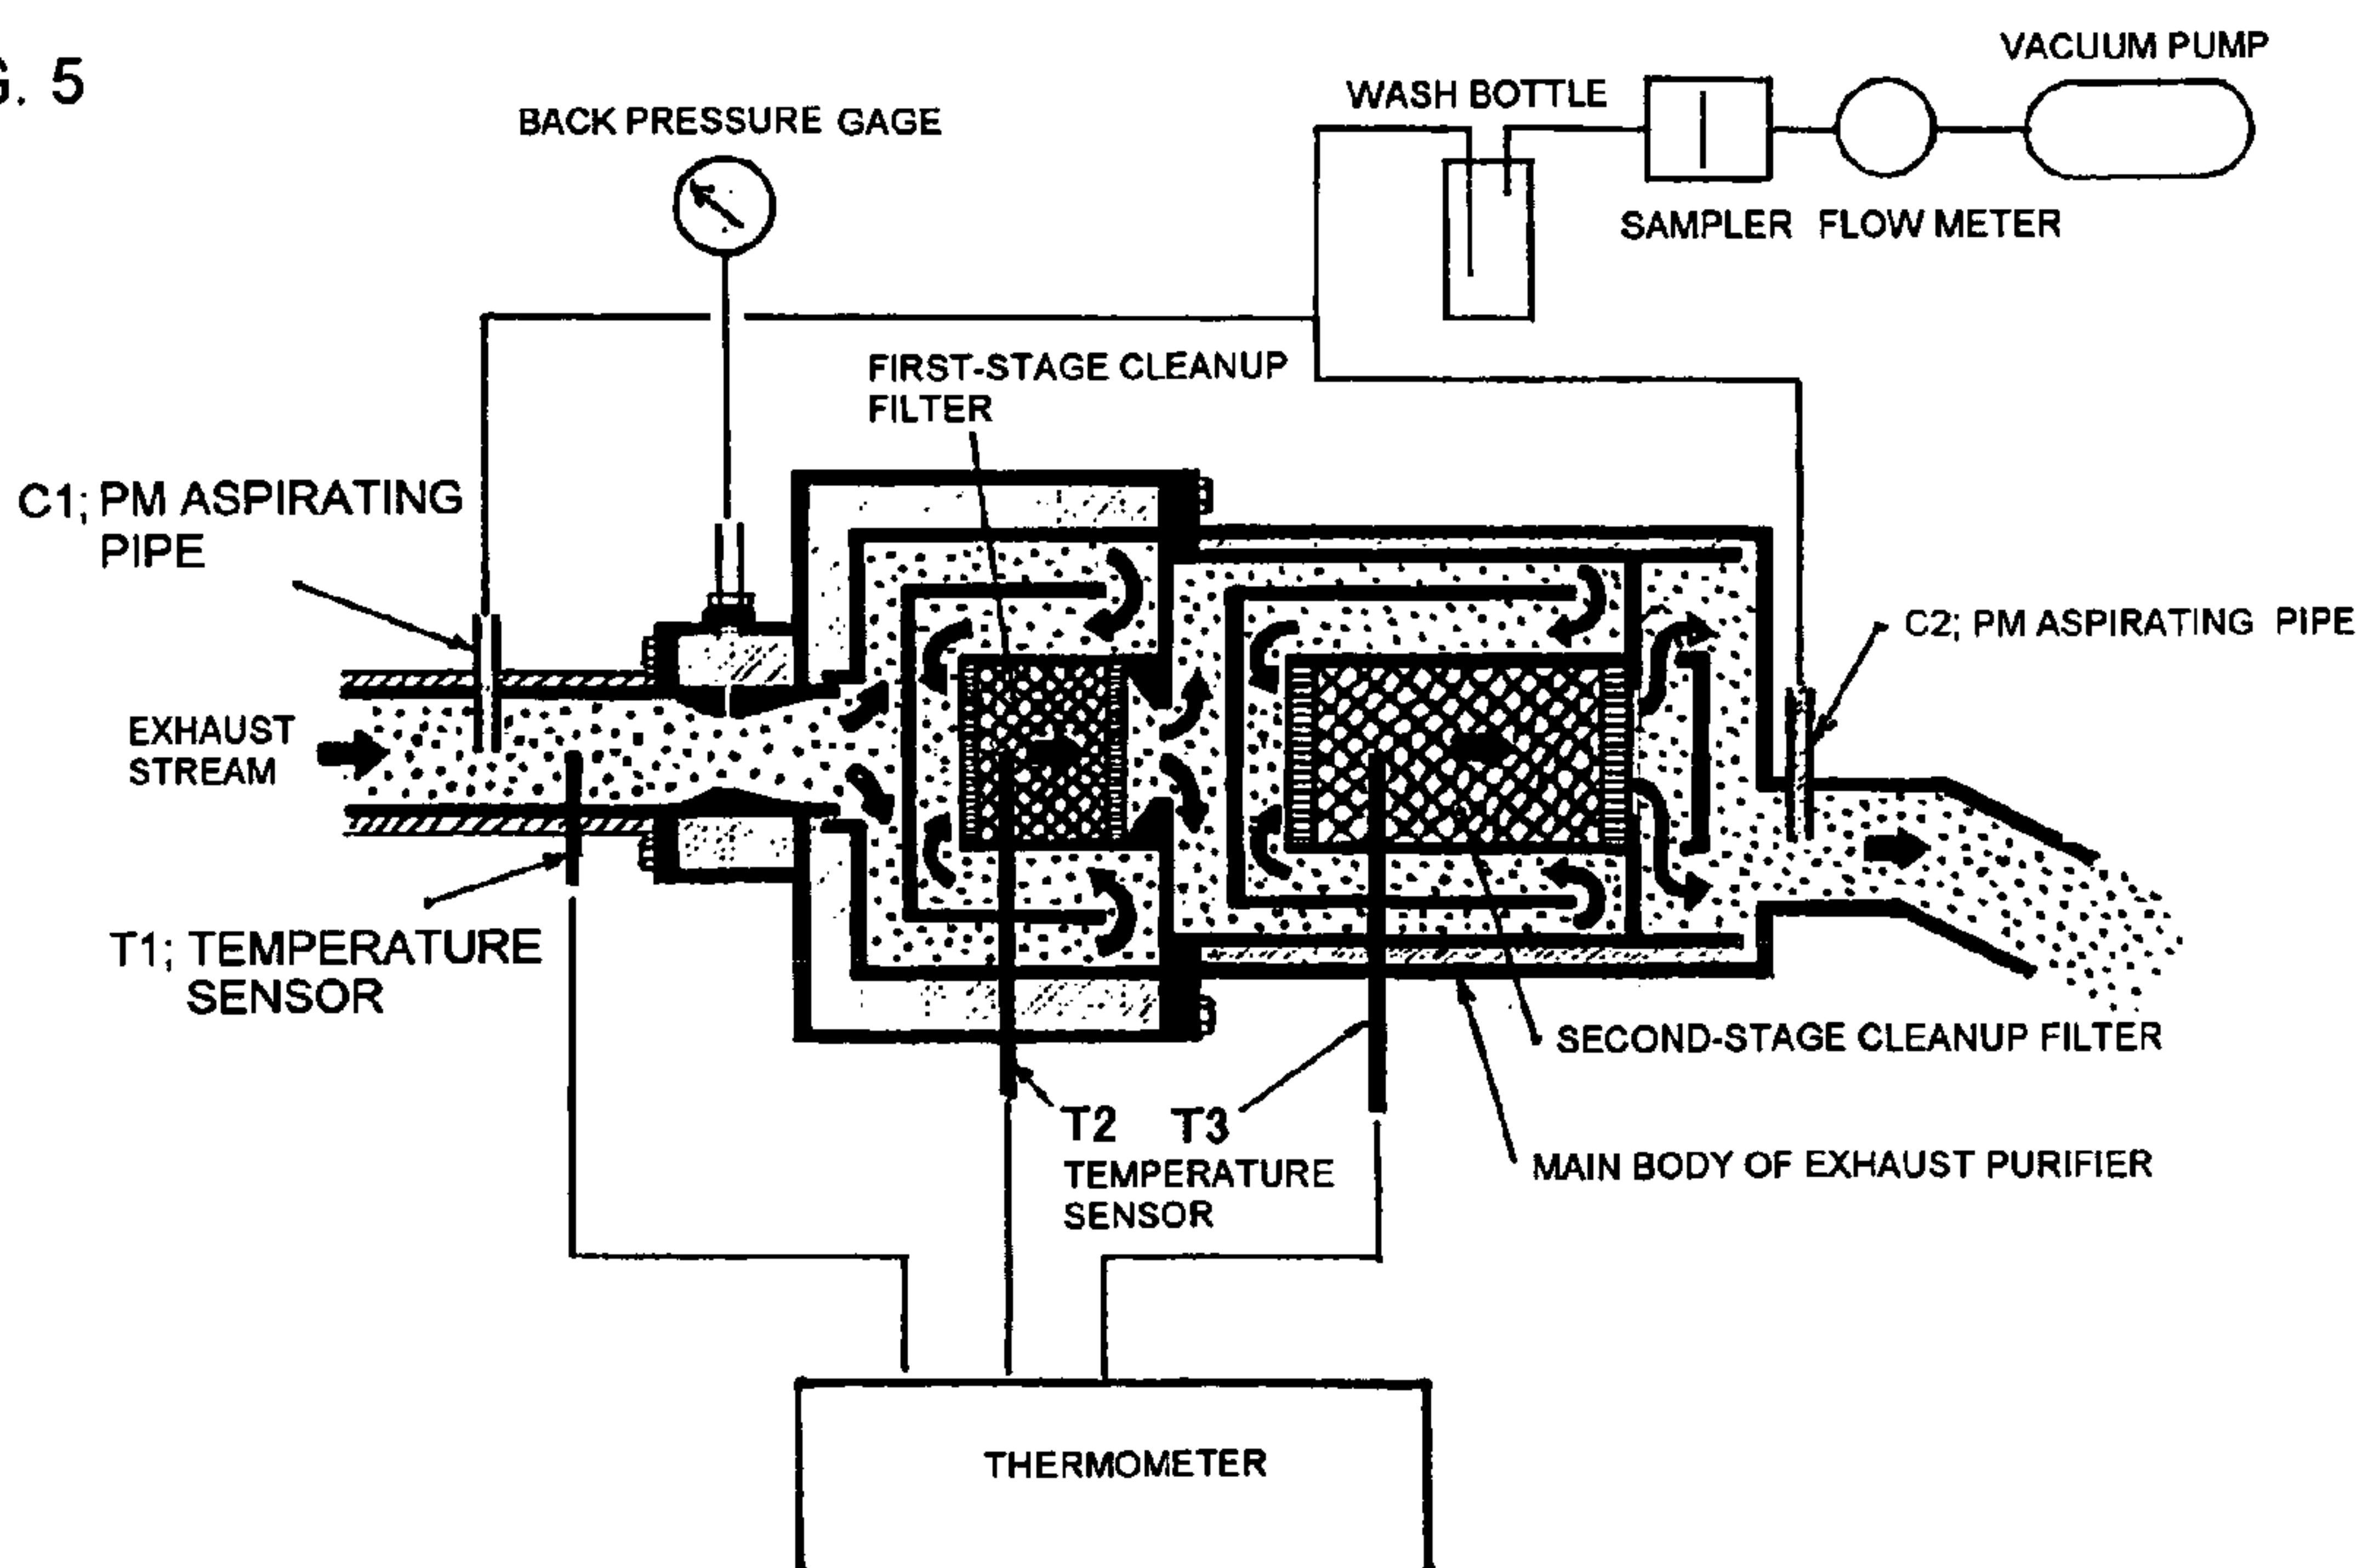 G. 5
VACUUM PUMP
WASH BOTTLE
BACK PRESSURE GAGE
SAMPLER FLOW METER
FIRST-STAGE CLEANUP
FILTER
C1; PM ASPIRATING
PIPE
C2; PM ASPIRATING PIPE
EXHAUST
STREAM
T1; TEMPERATURE
SENSOR
SECOND-STAGE CLEANUP FILTER
T2 T3
TEMPERATURE
SENSOR
MAIN BODY OF EXHAUST PURIFIER
THERMOMETER